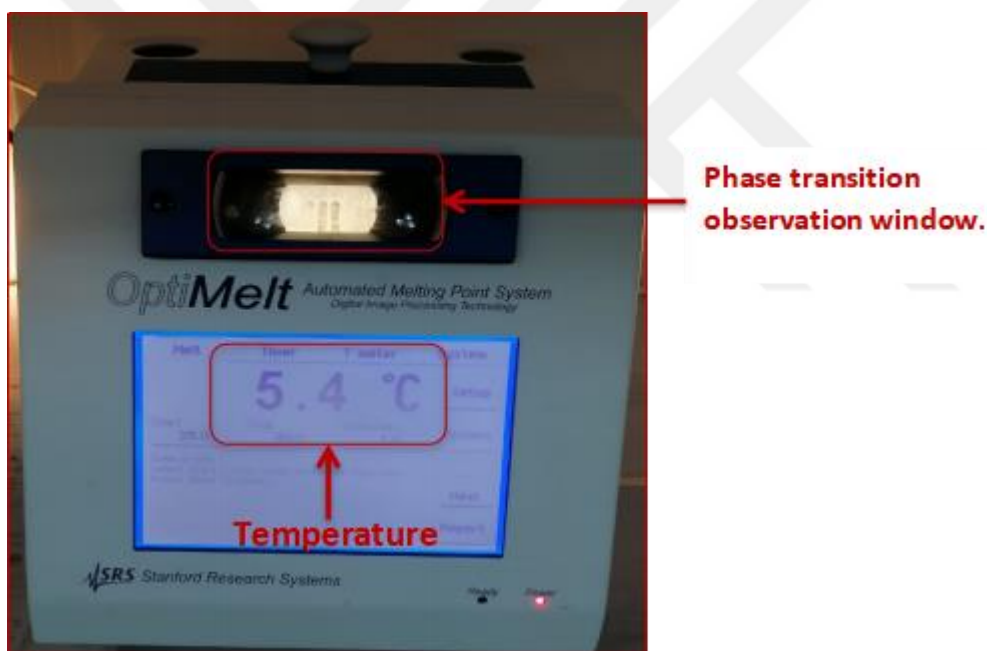 Phase transition
observation window.
OptiMelt Automated Melting Point System
Digital Image Processing Technology
Melt Timer T meter System
5.4 °C
Temperature
SRS Stanford Research Systems
Ready Power